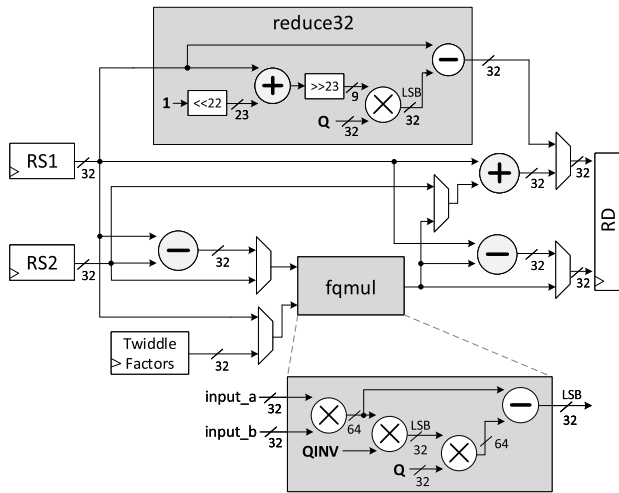 reduce32
32
1
<<22
23
>>23
9
LSB
32
Q
32
RS1
32
32
32
RD
RS2
32
32
32
32
fqmul
Twiddle
Factors
32
input_a
32
input_b
32
64
QINV
LSB
32
Q
32
64
LSB
32